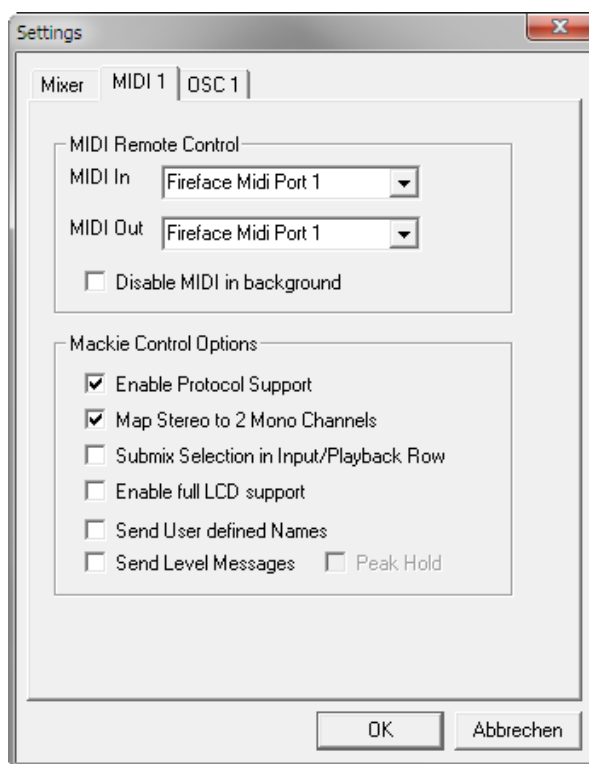 Settings
Mixer MIDI 1 OSC 1
MIDI Remote Control
MIDI In Fireface Midi Port 1
MIDI Out Fireface Midi Port 1
Disable MIDI in background
Mackie Control Options
Enable Protocol Support
Map Stereo to 2 Mono Channels
Submix Selection in Input/Playback Row
Enable full LCD support
Send User defined Names
Send Level Messages Peak Hold
OK Abbrechen